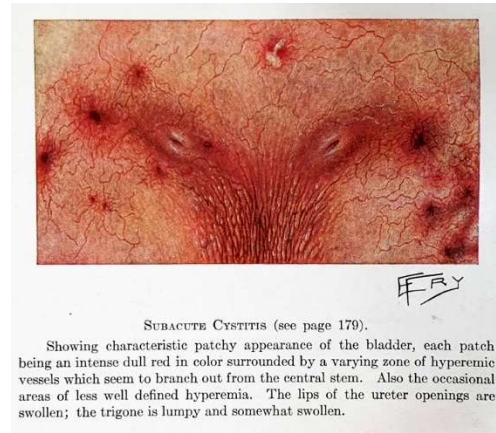 FERY
SUBACUTE CYSTITIS (see page 179).
Showing characteristic patchy appearance of the bladder, each patch
being an intense dull red in color surrounded by a varying zone of hyperemic
vessels which seem to branch out from the central stem. Also the occasional
areas of less well defined hyperemia. The lips of the ureter openings are
swollen; the trigone is lumpy and somewhat swollen.